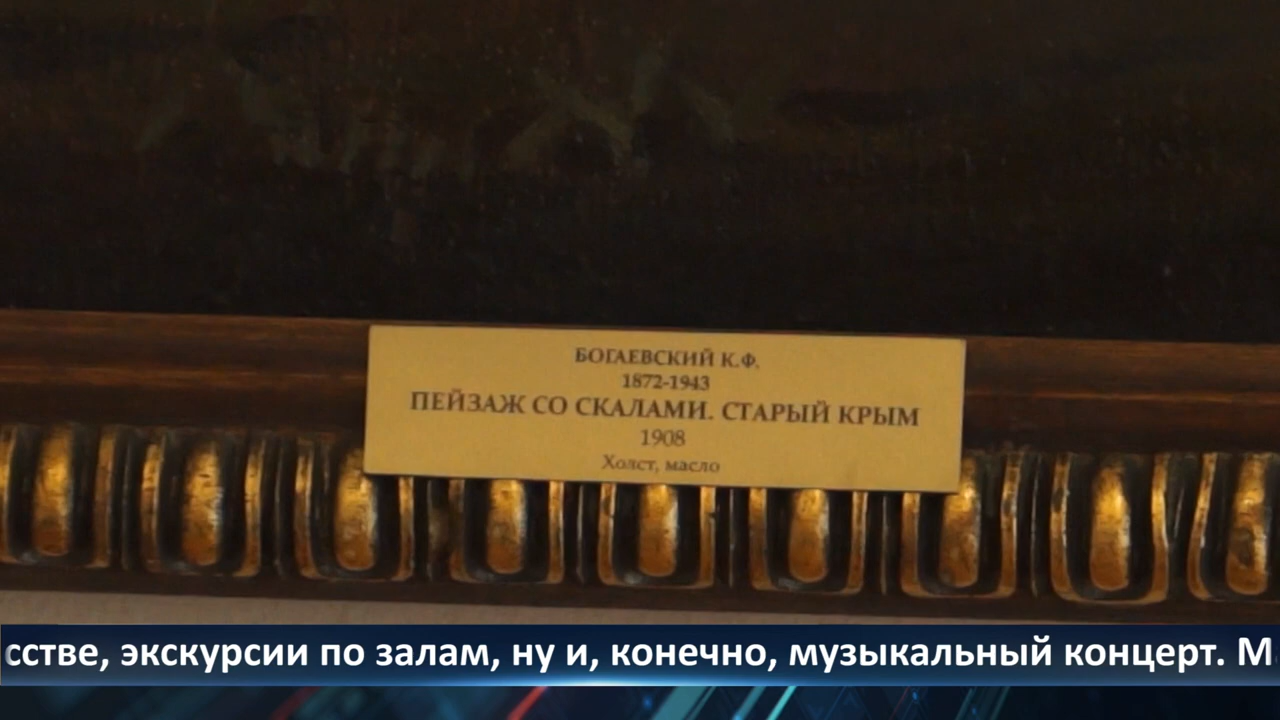 БОГАЕВСКИЙ К.Ф.
1872-1943
ПЕЙЗАЖ СО СКАЛАМИ. СТАРЫЙ КРЫМ
1908
Холст, масло
сстве, экскурсии по залам, ну и, конечно, музыкальный концерт. М